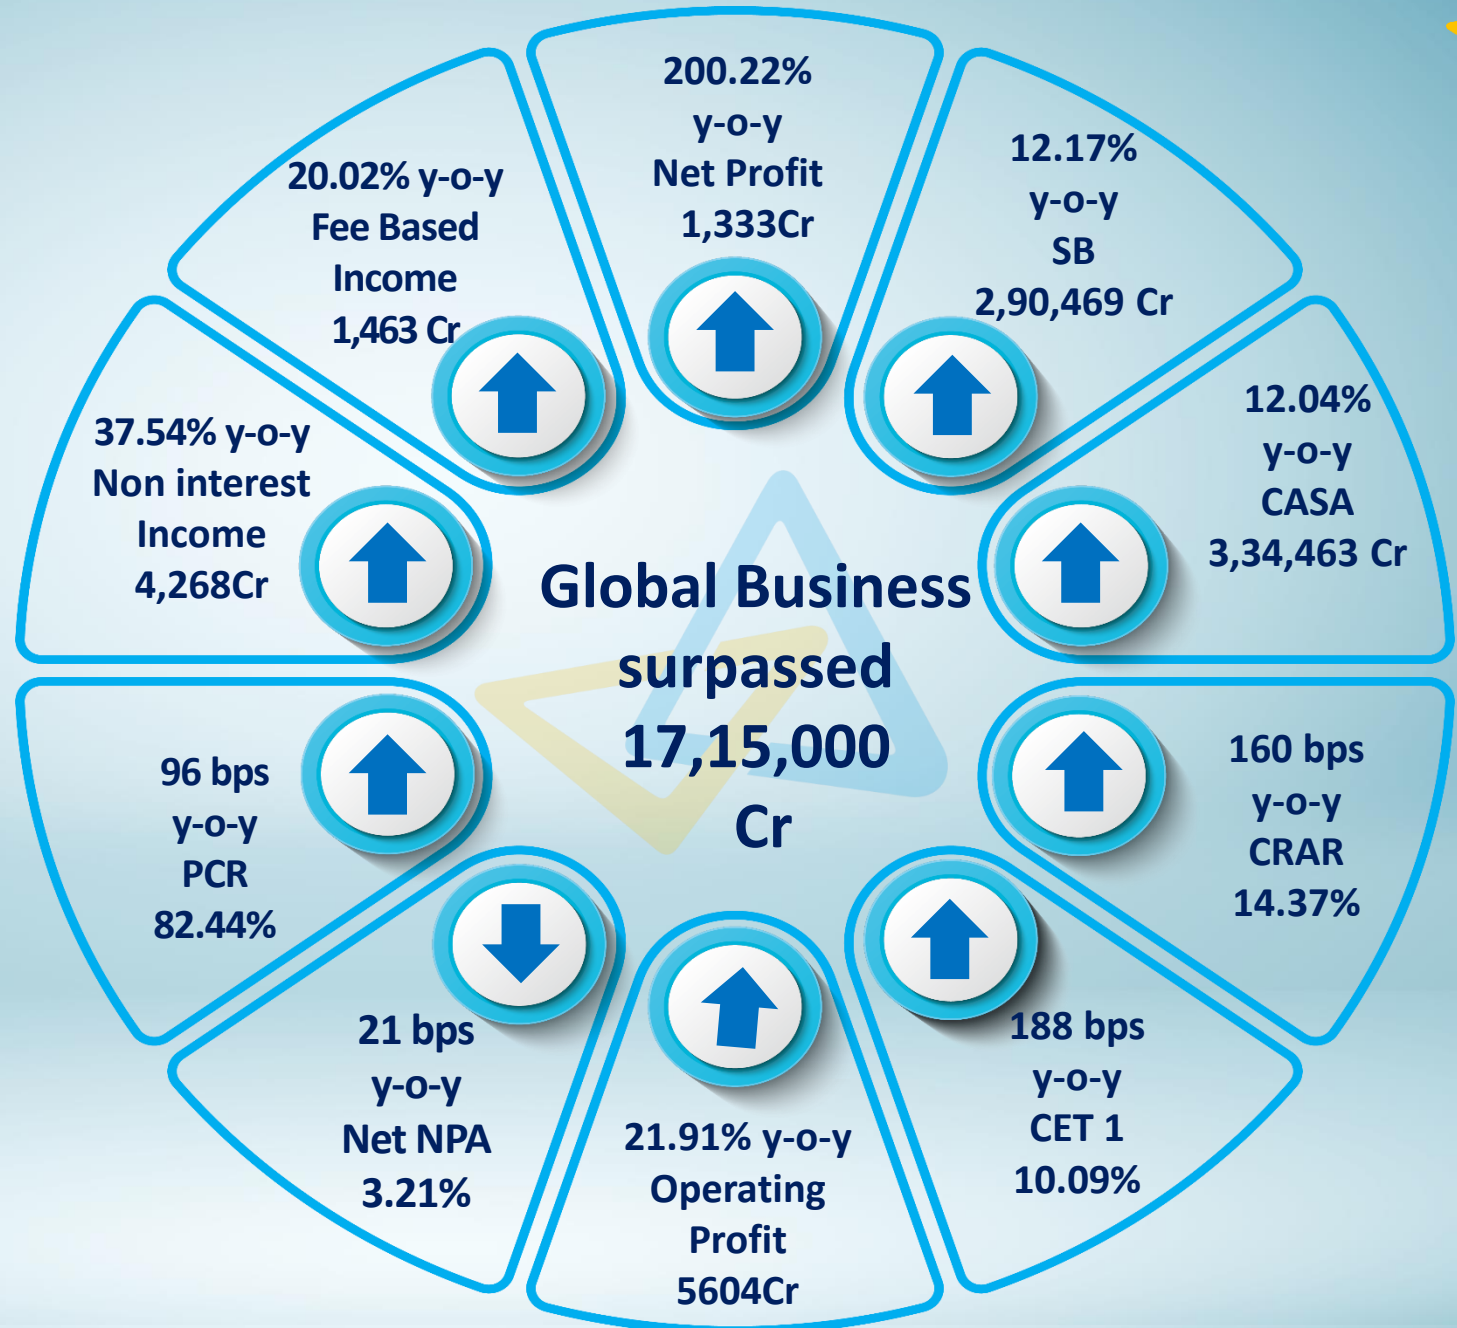 200.22%
y-o-y
Net Profit
1,333Cr
12.17%
y-o-y
SB
2,90,469 Cr
12.04%
y-o-y
CASA
3,34,463 Cr
160 bps
y-o-y
CRAR
14.37%
188 bps
y-o-y
CET 1
10.09%
21.91% y-o-y
Operating
Profit
5604Cr
21 bps
y-o-y
Net NPA
3.21%
96 bps
y-o-y
PCR
82.44%
37.54% y-o-y
Non interest
Income
4,268Cr
20.02% y-o-y
Fee Based
Income
1,463 Cr
Global Business
surpassed
17,15,000
Cr